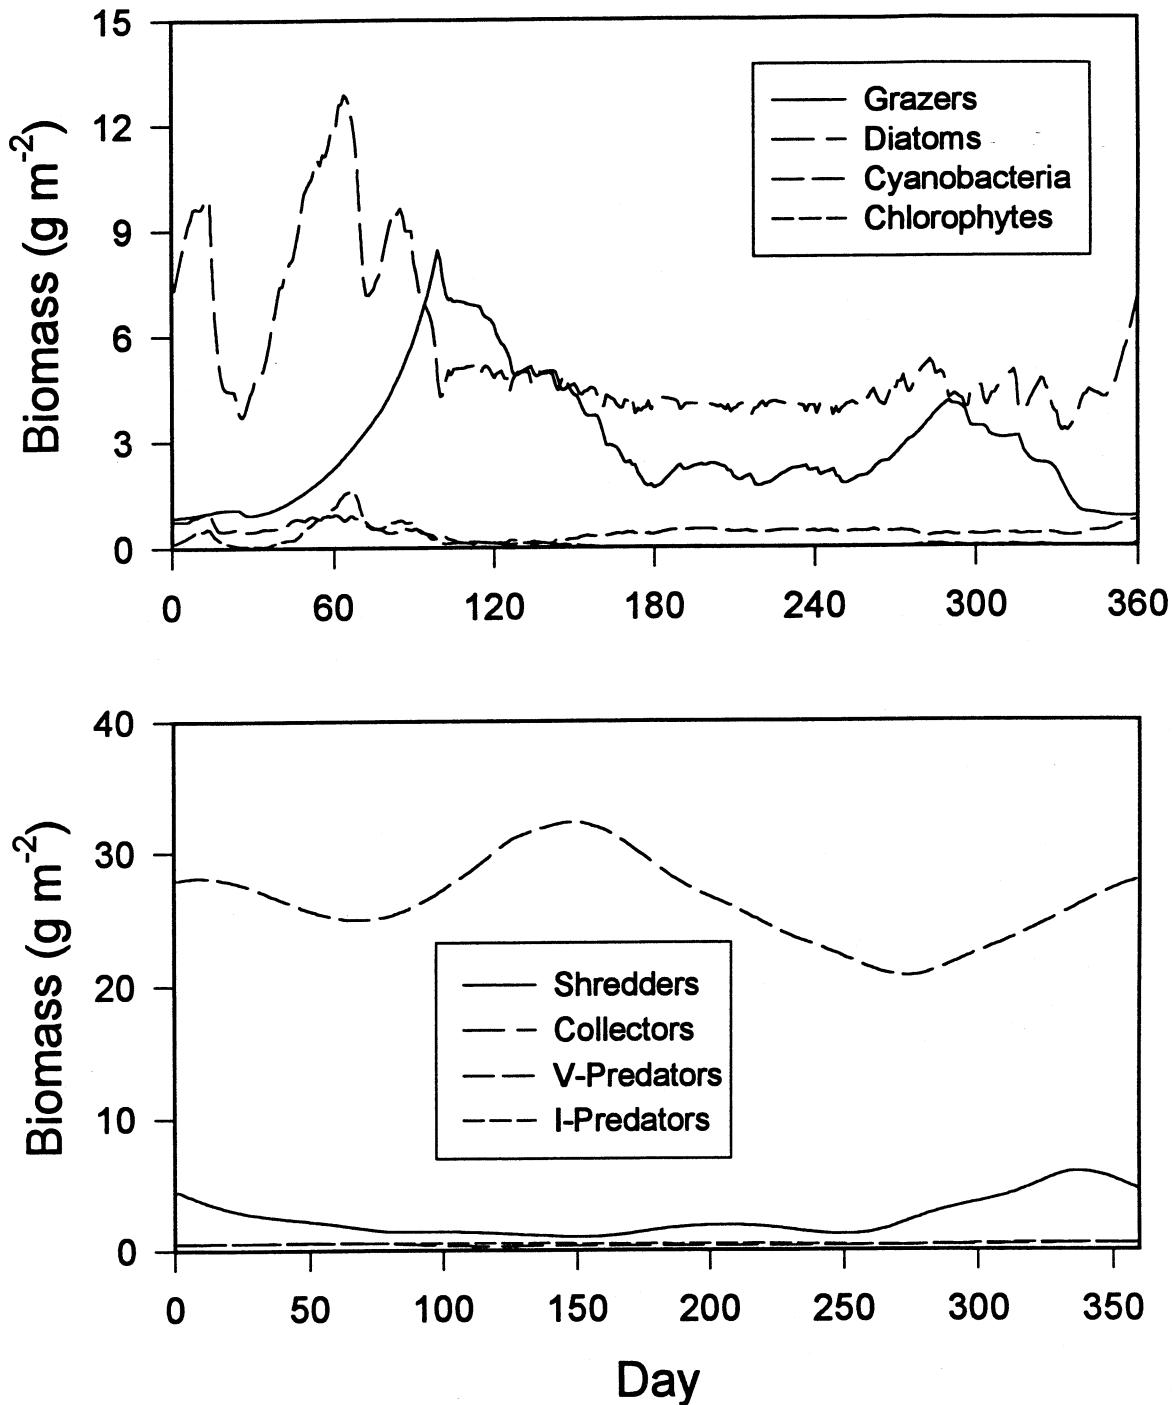 15
12
9
6
3
0
Biomass (g m-2)
Grazers
Diatoms
Cyanobacteria
Chlorophytes
0 60 120 180 240 300 360
40
30
20
10
0
Biomass (g m-2)
Shredders
Collectors
V-Predators
I-Predators
0 50 100 150 200 250 300 350
Day